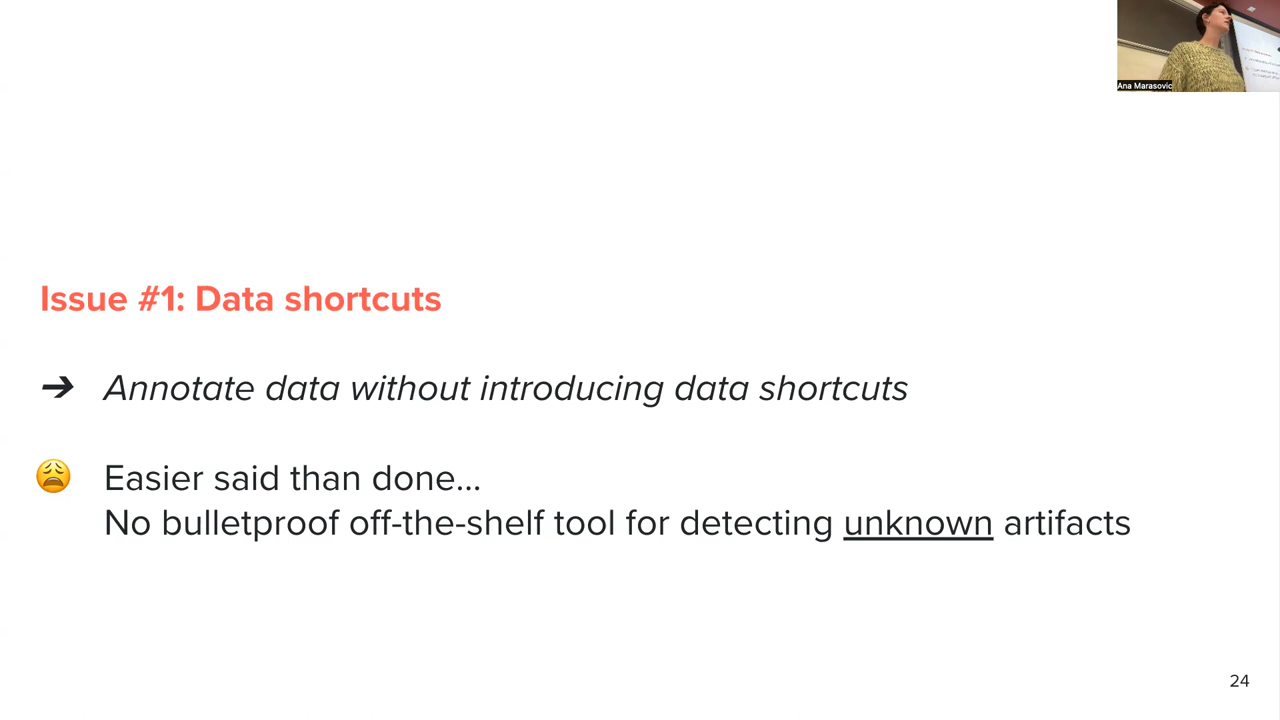 Ana Marasovic
Issue #1: Data shortcuts
➔ Annotate data without introducing data shortcuts
😩 Easier said than done...
No bulletproof off-the-shelf tool for detecting unknown artifacts
24